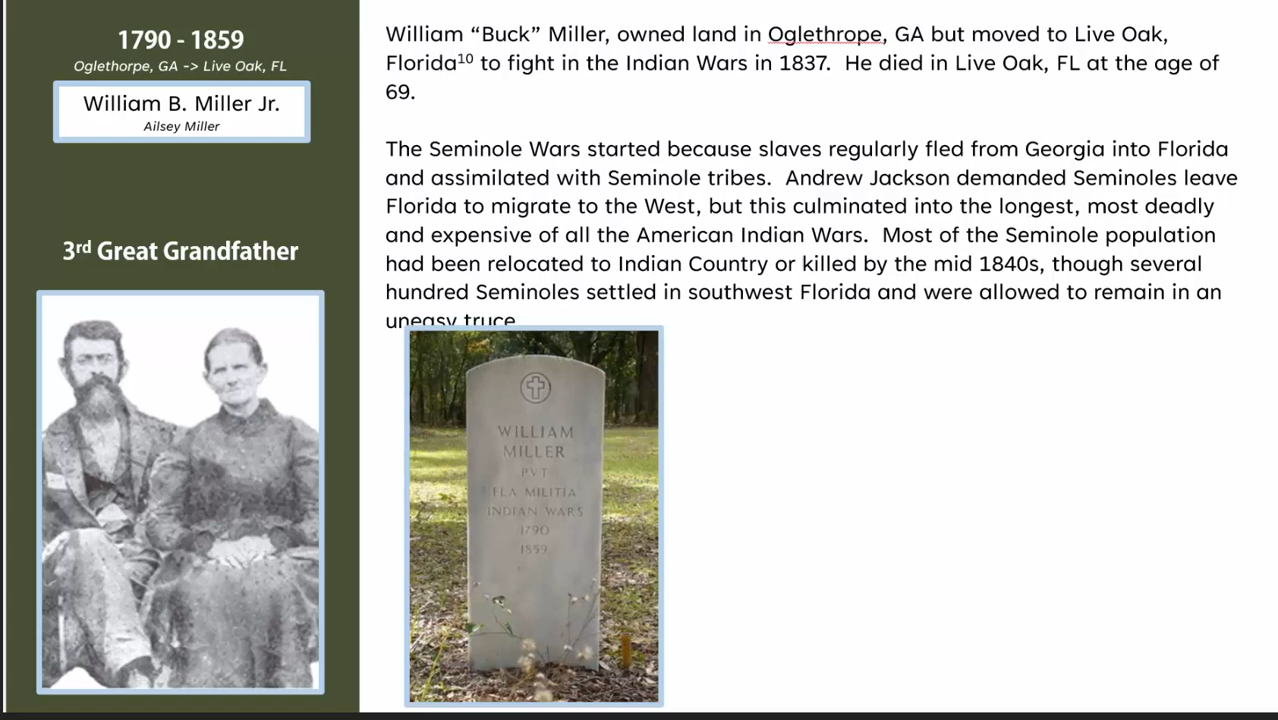 1790 - 1859
Oglethorpe, GA -> Live Oak, FL
William B. Miller Jr.
Ailsey Miller
3rd Great Grandfather
William “Buck” Miller, owned land in Oglethrope, GA but moved to Live Oak,
Florida10 to fight in the Indian Wars in 1837.  He died in Live Oak, FL at the age of
69.
The Seminole Wars started because slaves regularly fled from Georgia into Florida
and assimilated with Seminole tribes.  Andrew Jackson demanded Seminoles leave
Florida to migrate to the West, but this culminated into the longest, most deadly
and expensive of all the American Indian Wars.  Most of the Seminole population
had been relocated to Indian Country or killed by the mid 1840s, though several
hundred Seminoles settled in southwest Florida and were allowed to remain in an
uneasy truce
WILLIAM
MILLER
PVT
FLA MILITIA
INDIAN WARS
1790
1859